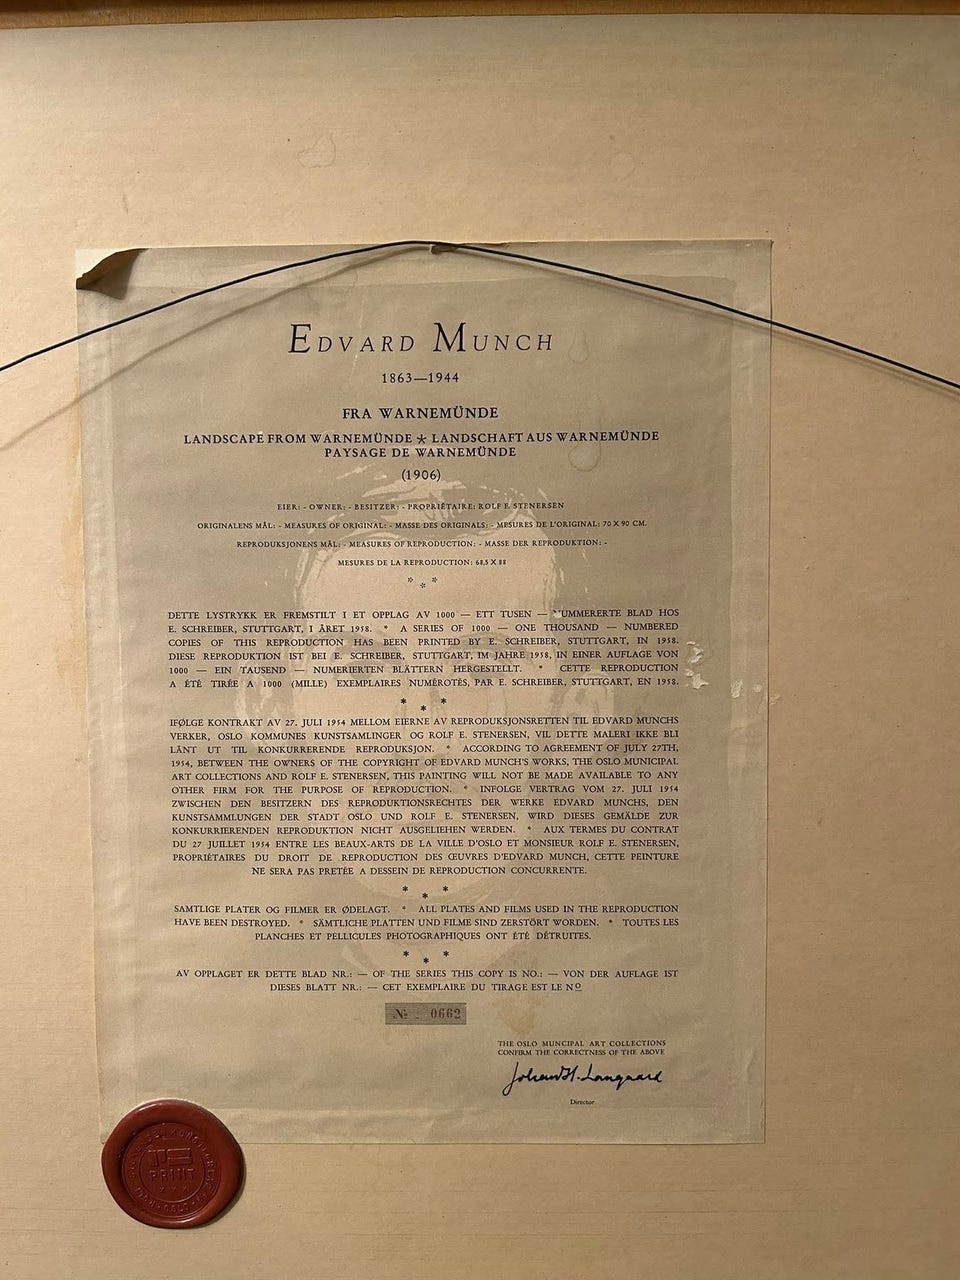 EDVARD MUNCH
1863—1944
FRA WARNEMÜNDE
LANDSCAPE FROM WARNEMÜNDE * LANDSCHAFT AUS WARNEMÜNDE
PAYSAGE DE WARNEMÜNDE
(1906)
EIER: - OWNER: - BESITZER: - PROPRIÉTAIRE: ROLF E. STENERSEN
ORIGINALENS MÅL: - MEASURES OF ORIGINAL: - MASSE DES ORIGINALS: - MESURES DE L'ORIGINAL: 70 X 90 CM.
REPRODUKSJONENS MÅL: - MEASURES OF REPRODUCTION: - MASSE DER REPRODUKTION: -
MESURES DE LA REPRODUCTION: 68,5 X 88
* * *
DETTE LYSTRYKK ER FREMSTILT I ET OPPLAG AV 1000 — ETT TUSEN — NUMMERERTE BLAD HOS
E. SCHREIBER, STUTTGART, I ÅRET 1958. * A SERIES OF 1000 — ONE THOUSAND — NUMBERED
COPIES OF THIS REPRODUCTION HAS BEEN PRINTED BY E. SCHREIBER, STUTTGART, IN 1958.
DIESE REPRODUKTION IST BEI E. SCHREIBER, STUTTGART, IM JAHRE 1958, IN EINER AUFLAGE VON
1000 — EIN TAUSEND — NUMERIERTEN BLÄTTERN HERGESTELLT. * CETTE REPRODUCTION
A ÉTÉ TIRÉE A 1000 (MILLE) EXEMPLAIRES NUMÉROTÉS, PAR E. SCHREIBER, STUTTGART, EN 1958.
* * *
IFØLGE KONTRAKT AV 27. JULI 1954 MELLOM EIERNE AV REPRODUKSJONSRETTEN TIL EDVARD MUNCHS
VERKER, OSLO KOMMUNES KUNSTSAMLINGER OG ROLF E. STENERSEN, VIL DETTE MALERI IKKE BLI
LÅNT UT TIL KONKURRERENDE REPRODUKSJON. * ACCORDING TO AGREEMENT OF JULY 27TH,
1954, BETWEEN THE OWNERS OF THE COPYRIGHT OF EDVARD MUNCH'S WORKS, THE OSLO MUNICIPAL
ART COLLECTIONS AND ROLF E. STENERSEN, THIS PAINTING WILL NOT BE MADE AVAILABLE TO ANY
OTHER FIRM FOR THE PURPOSE OF REPRODUCTION. * INFOLGE VERTRAG VOM 27. JULI 1954
ZWISCHEN DEN BESITZERN DES REPRODUKTIONSRECHTES DER WERKE EDVARD MUNCHS, DEN
KUNSTSAMMLUNGEN DER STADT OSLO UND ROLF E. STENERSEN, WIRD DIESES GEMÄLDE ZUR
KONKURRIERENDEN REPRODUKTION NICHT AUSGELIEHEN WERDEN. * AUX TERMES DU CONTRAT
DU 27 JUILLET 1954 ENTRE LES BEAUX-ARTS DE LA VILLE D'OSLO ET MONSIEUR ROLF E. STENERSEN,
PROPRIÉTAIRES DU DROIT DE REPRODUCTION DES ŒUVRES D'EDVARD MUNCH, CETTE PEINTURE
NE SERA PAS PRETÉE A DESSEIN DE REPRODUCTION CONCURRENTE.
* * *
SAMTLIGE PLATER OG FILMER ER ØDELAGT. * ALL PLATES AND FILMS USED IN THE REPRODUCTION
HAVE BEEN DESTROYED. * SÄMTLICHE PLATTEN UND FILME SIND ZERSTÖRT WORDEN. * TOUTES LES
PLANCHES ET PELLICULES PHOTOGRAPHIQUES ONT ÉTÉ DÉTRUITES.
* * *
AV OPPLAGET ER DETTE BLAD NR.: — OF THE SERIES THIS COPY IS NO.: — VON DER AUFLAGE IST
DIESES BLATT NR.: — CET EXEMPLAIRE DU TIRAGE EST LE Nº
№ 0662
THE OSLO MUNCIPAL ART COLLECTIONS
CONFIRM THE CORRECTNESS OF THE ABOVE
Johan H. Langaard
Director
PRINT
OSLO